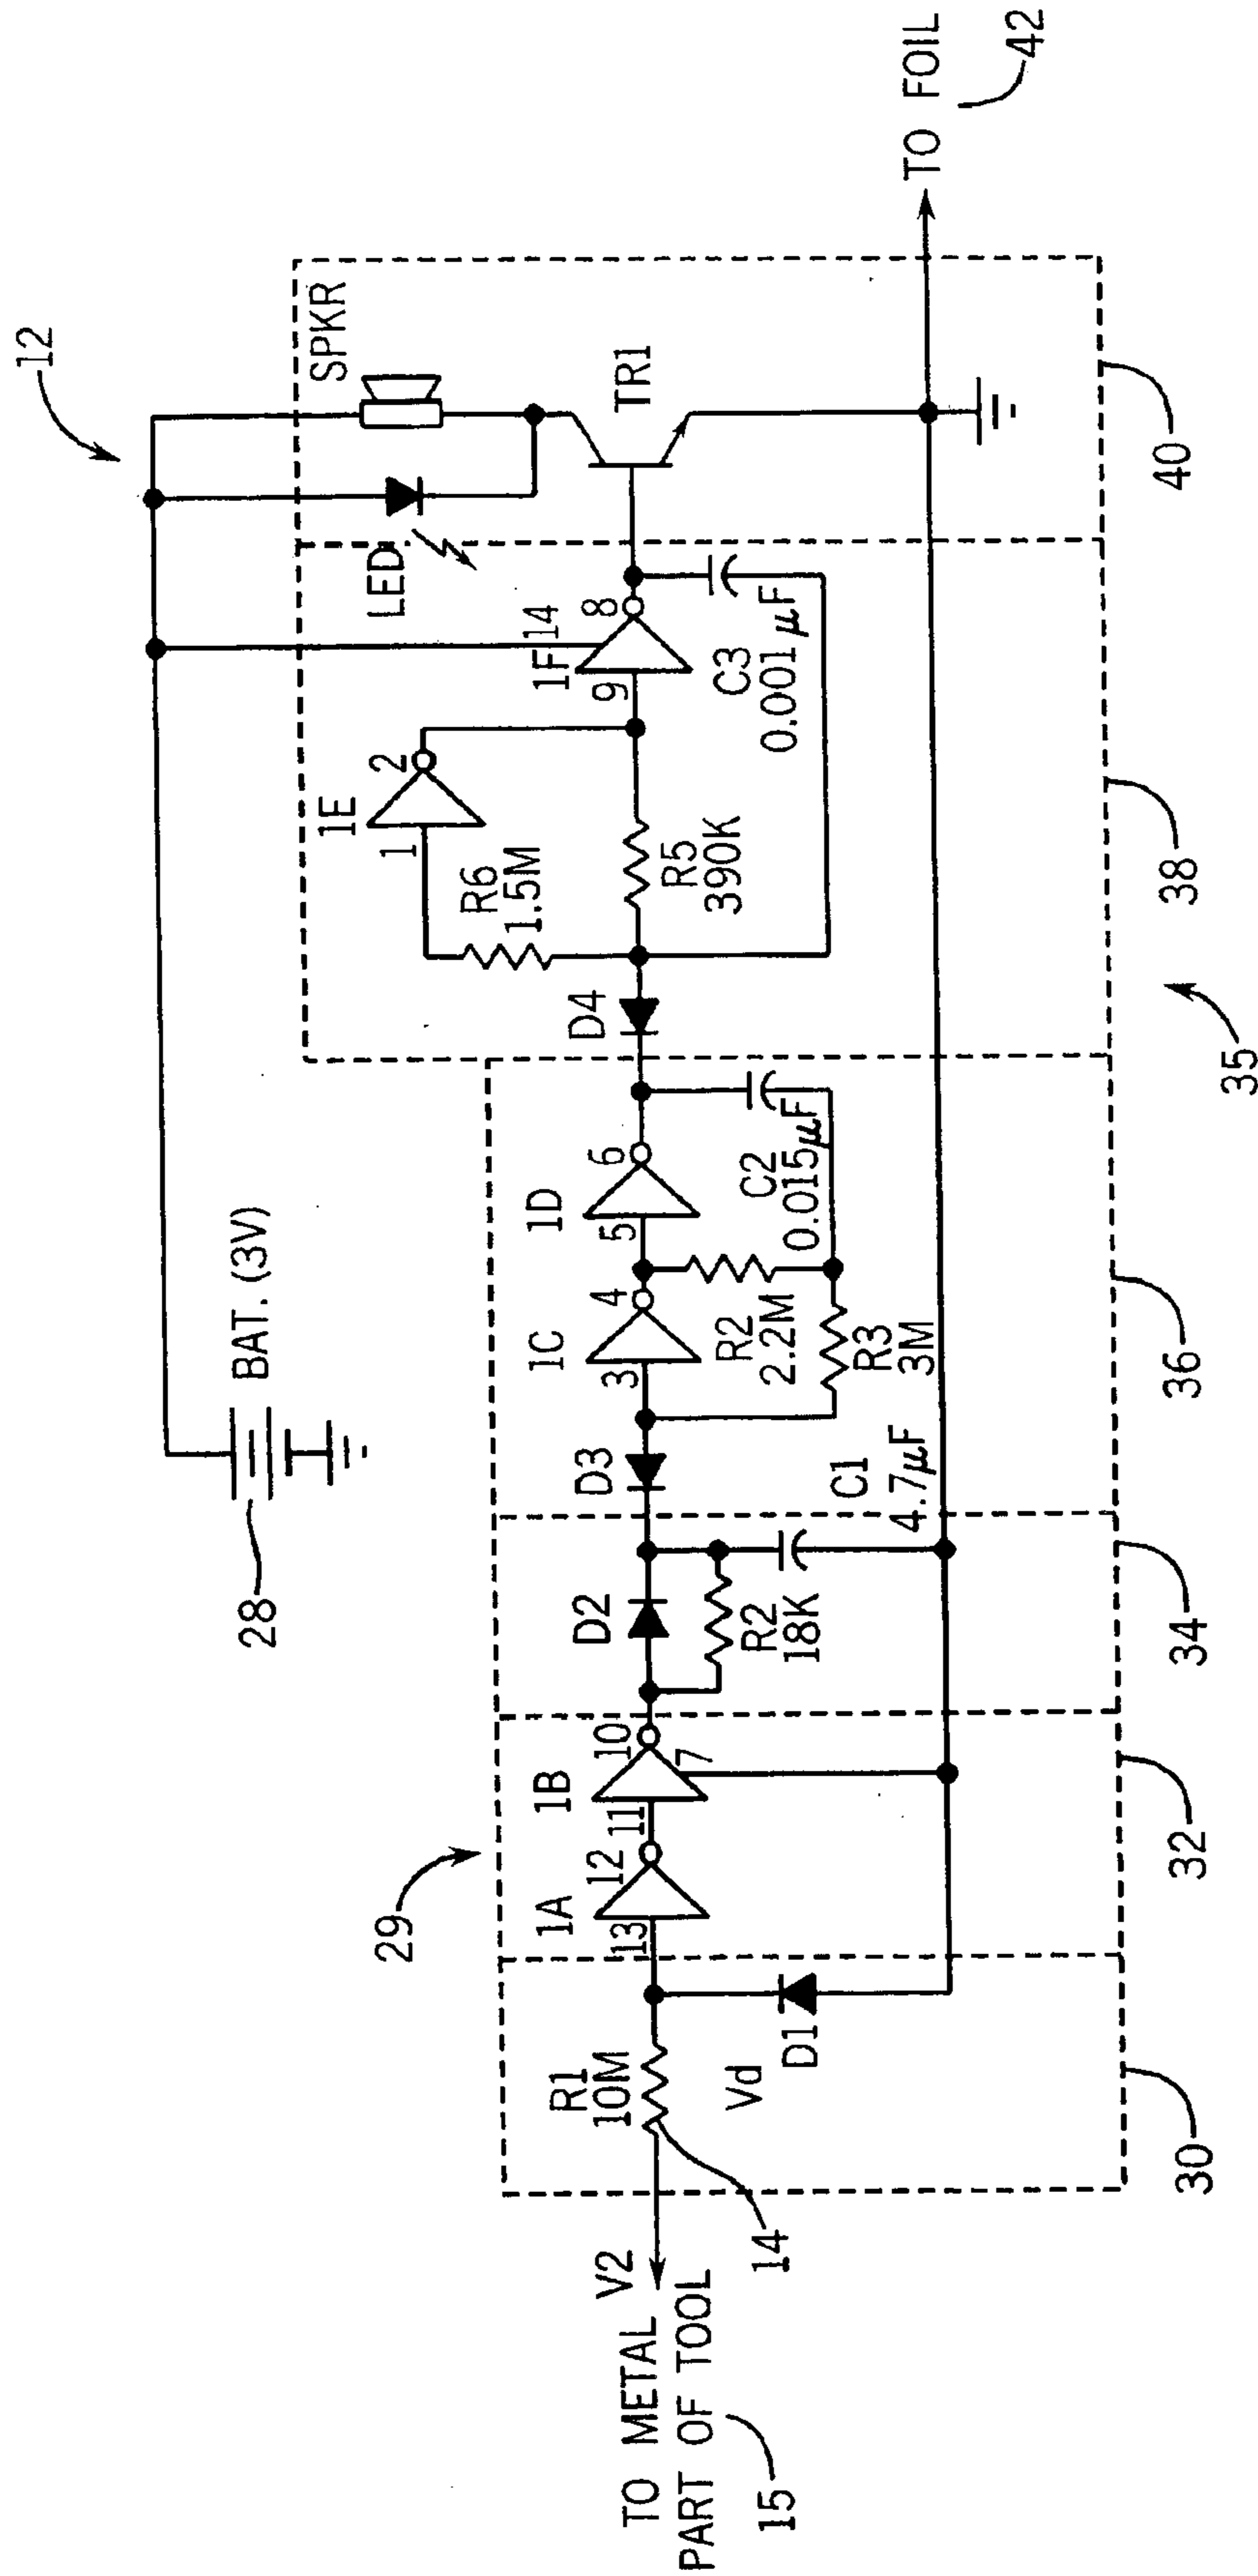 12
28
BAT. (3V)
SPKR
LED
1E
1
2
R6
1.5M
1F
14
9
8
TR1
29
R1
10M
1A
13
12
1B
11
10
7
D2
D3
1C
3
4
1D
5
6
D4
R5
390K
C3
0.001 µF
V2
TO METAL
PART OF TOOL
15
14
Vd
D1
R2
18K
C1
4.7µF
R2
2.2M
R3
3M
C2
0.015µF
TO FOIL
42
30
32
34
36
35
38
40